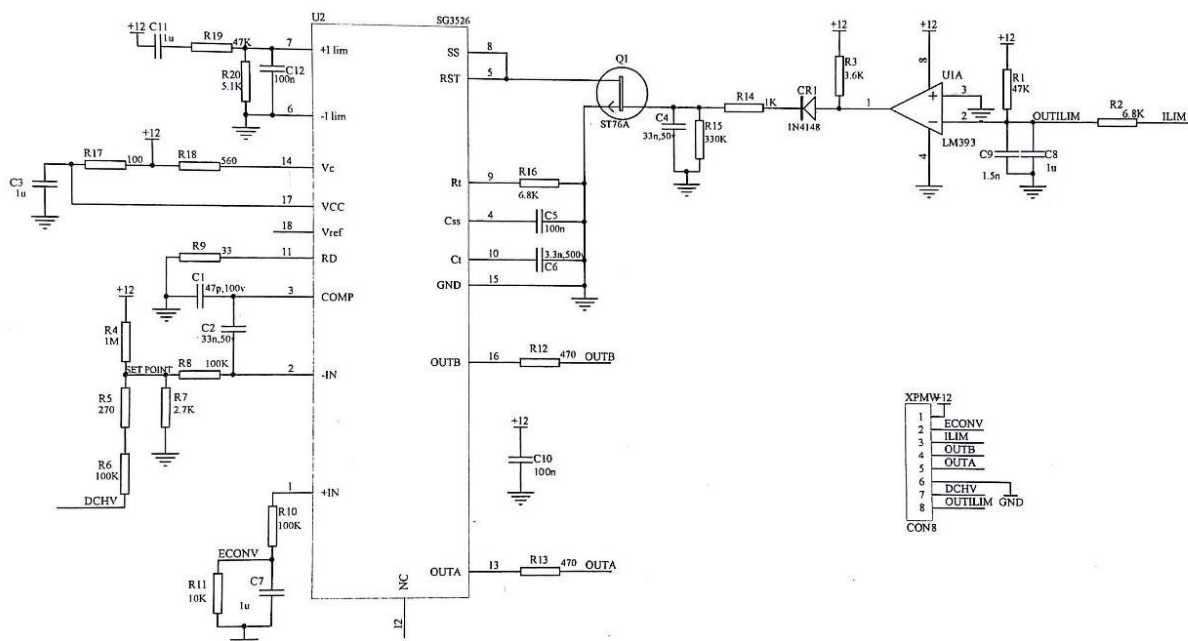 U2
SG3526
+12
C11
1u
R19
47K
7
+I lim
R20
5.1K
C12
100n
6
-I lim
+12
R17
100
R18
560
14
Vc
C3
1u
17
VCC
18
Vref
R9
33
11
RD
C1
47p,100v
3
COMP
+12
C2
33n,50v
R4
1M
SET POINT
R8
100K
2
-IN
R5
270
R7
2.7K
R6
100K
DCHV
1
+IN
R10
100K
ECONV
R11
10K
C7
1u
NC
12
SS
8
RST
5
Q1
ST76A
C4
33n,50v
R15
330K
R14
1K
CR1
1N4148
+12
R3
3.6K
+12
8
U1A
1
3
2
LM393
4
+12
R1
47K
OUTILIM
R2
6.8K
ILIM
C9
1.5n
C8
1u
Rt
9
R16
6.8K
Css
4
C5
100n
Ct
10
3.3n,500v
C6
GND
15
OUTB
16
R12
470
OUTB
+12
C10
100n
OUTA
13
R13
470
OUTA
XPMW
+12
1
2
ECONV
3
ILIM
4
OUTB
5
OUTA
6
7
DCHV
GND
8
OUTILIM
CON8